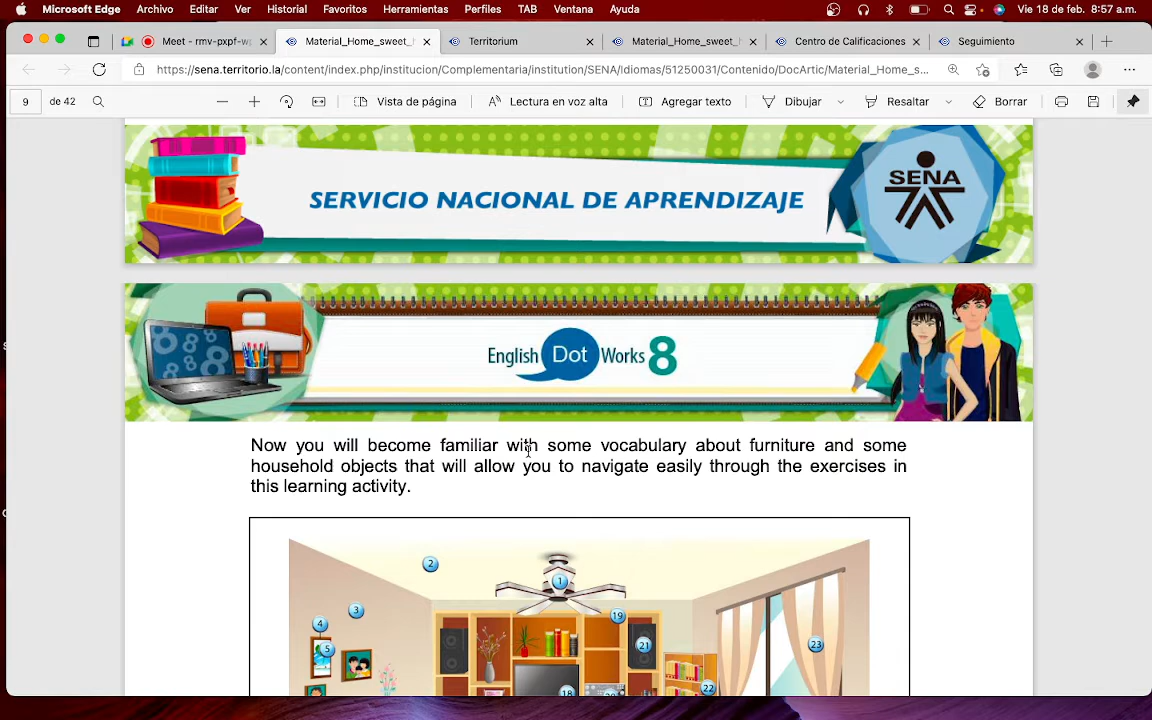 Microsoft Edge Archivo Editar Ver Historial Favoritos Herramientas Perfiles TAB Ventana Ayuda Vie 18 de feb. 8:57 a.m.
Meet - rmv-pxpf-wp Material_Home_sweet_ Territorium Material_Home_sweet_ Centro de Calificaciones Seguimiento
https://sena.territorio.la/content/index.php/institucion/Complementaria/institution/SENA/Idiomas/51250031/Contenido/DocArtic/Material_Home_s...
9 de 42 Vista de página Lectura en voz alta Agregar texto Dibujar Resaltar Borrar
SENA
SERVICIO NACIONAL DE APRENDIZAJE
English Dot Works 8
Now you will become familiar with some vocabulary about furniture and some
household objects that will allow you to navigate easily through the exercises in
this learning activity.
2
1
3
19
4
5
21
23
22
18